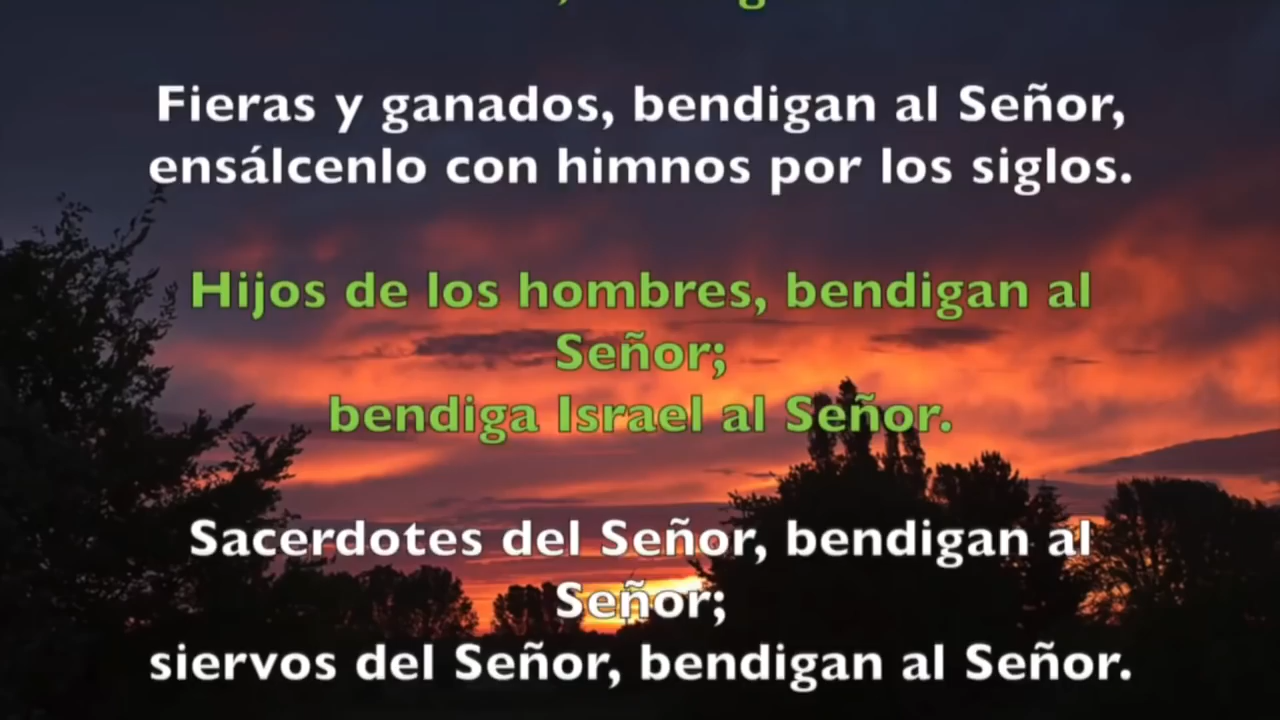 Fieras y ganados, bendigan al Señor,
ensálcenlo con himnos por los siglos.
Hijos de los hombres, bendigan al
Señor;
bendiga Israel al Señor.
Sacerdotes del Señor, bendigan al
Señor;
siervos del Señor, bendigan al Señor.